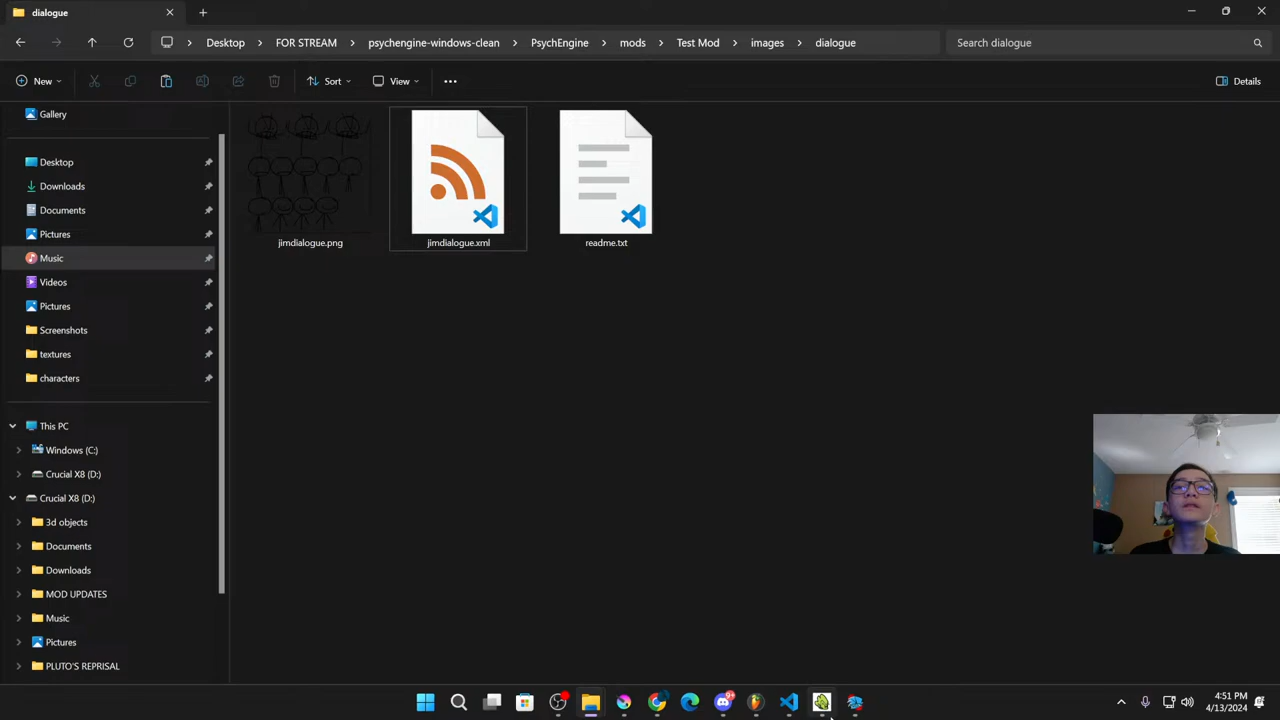 dialogue
Desktop
FOR STREAM
psychengine-windows-clean
PsychEngine
mods
Test Mod
images
dialogue
Search dialogue
New
Sort
View
Details
Gallery
Desktop
Downloads
Documents
Pictures
Music
Videos
Pictures
Screenshots
textures
characters
This PC
Windows (C:)
Crucial X8 (D:)
Crucial X8 (D:)
3d objects
Documents
Downloads
MOD UPDATES
Music
Pictures
PLUTO'S REPRISAL
jimdialogue.png
jimdialogue.xml
readme.txt
4:51 PM
4/13/2024